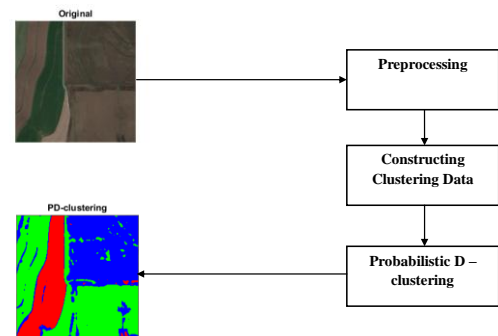 Original
Preprocessing
Constructing
Clustering Data
PD-clustering
Probabilistic D –
clustering